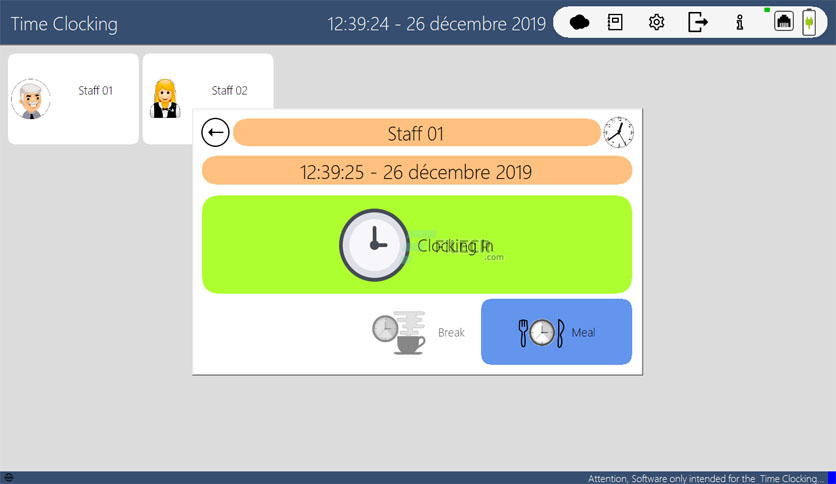 Time Clocking
12:39:24 - 26 décembre 2019
Staff 01
Staff 02
Staff 01
12:39:25 - 26 décembre 2019
Clocking In
.com
Break
Meal
Attention, Software only intended for the Time Clocking...